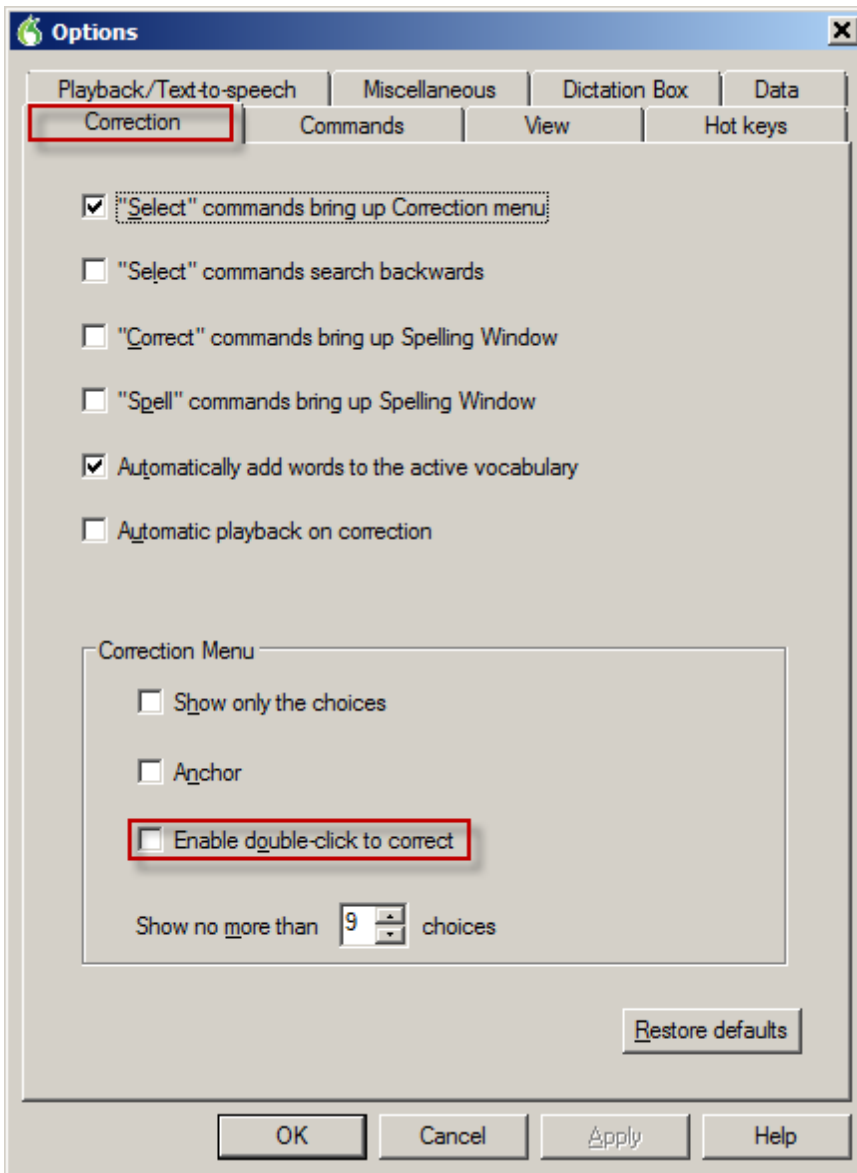 Options
Playback/Text-to-speech Miscellaneous Dictation Box Data
Correction Commands View Hot keys
"Select" commands bring up Correction menu
"Select" commands search backwards
"Correct" commands bring up Spelling Window
"Spell" commands bring up Spelling Window
Automatically add words to the active vocabulary
Automatic playback on correction
Correction Menu
Show only the choices
Anchor
Enable double-click to correct
Show no more than 9 choices
Restore defaults
OK Cancel Apply Help